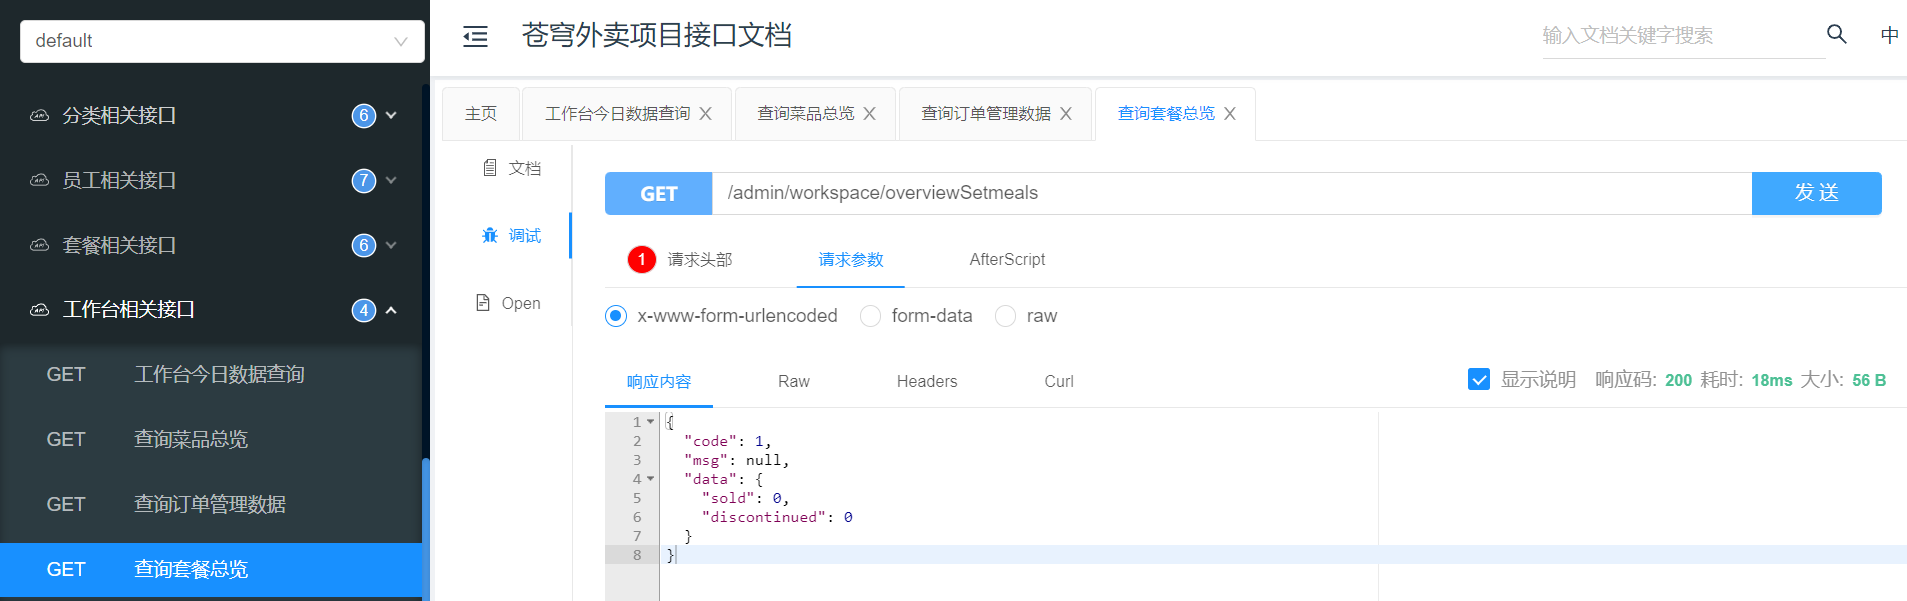 default
分类相关接口 6
员工相关接口 7
套餐相关接口 6
工作台相关接口 4
GET 工作台今日数据查询
GET 查询菜品总览
GET 查询订单管理数据
GET 查询套餐总览
苍穹外卖项目接口文档
输入文档关键字搜索
中
主页 工作台今日数据查询 查询菜品总览 查询订单管理数据 查询套餐总览
文档
调试
Open
GET /admin/workspace/overviewSetmeals 发送
1 请求头部 请求参数 AfterScript
x-www-form-urlencoded form-data raw
响应内容 Raw Headers Curl
显示说明 响应码: 200 耗时: 18ms 大小: 56 B
1 {
2 "code": 1,
3 "msg": null,
4 "data": {
5 "sold": 0,
6 "discontinued": 0
7 }
8 }